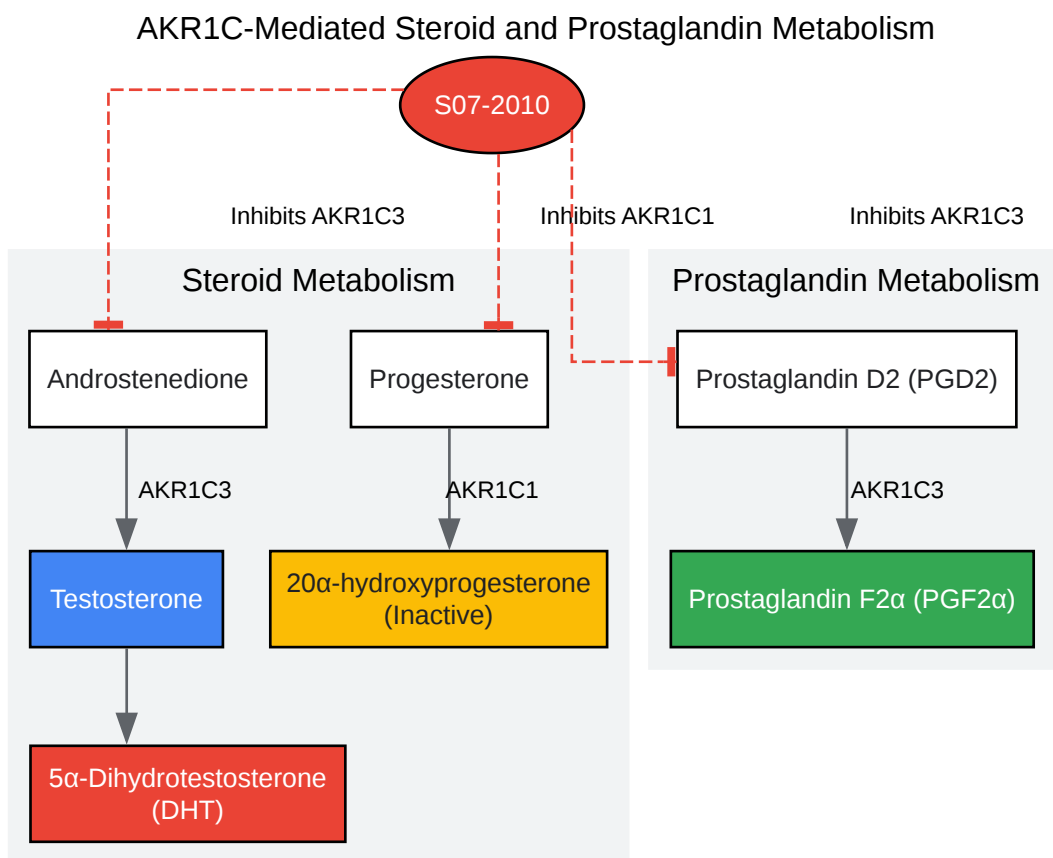 AKR1C-Mediated Steroid and Prostaglandin Metabolism
S07-2010
Inhibits AKR1C3
Inhibits AKR1C1
Inhibits AKR1C3
Steroid Metabolism
Prostaglandin Metabolism
Androstenedione
Progesterone
Prostaglandin D2 (PGD2)
AKR1C3
AKR1C1
AKR1C3
Testosterone
20α-hydroxyprogesterone
(Inactive)
Prostaglandin F2α (PGF2α)
5α-Dihydrotestosterone
(DHT)